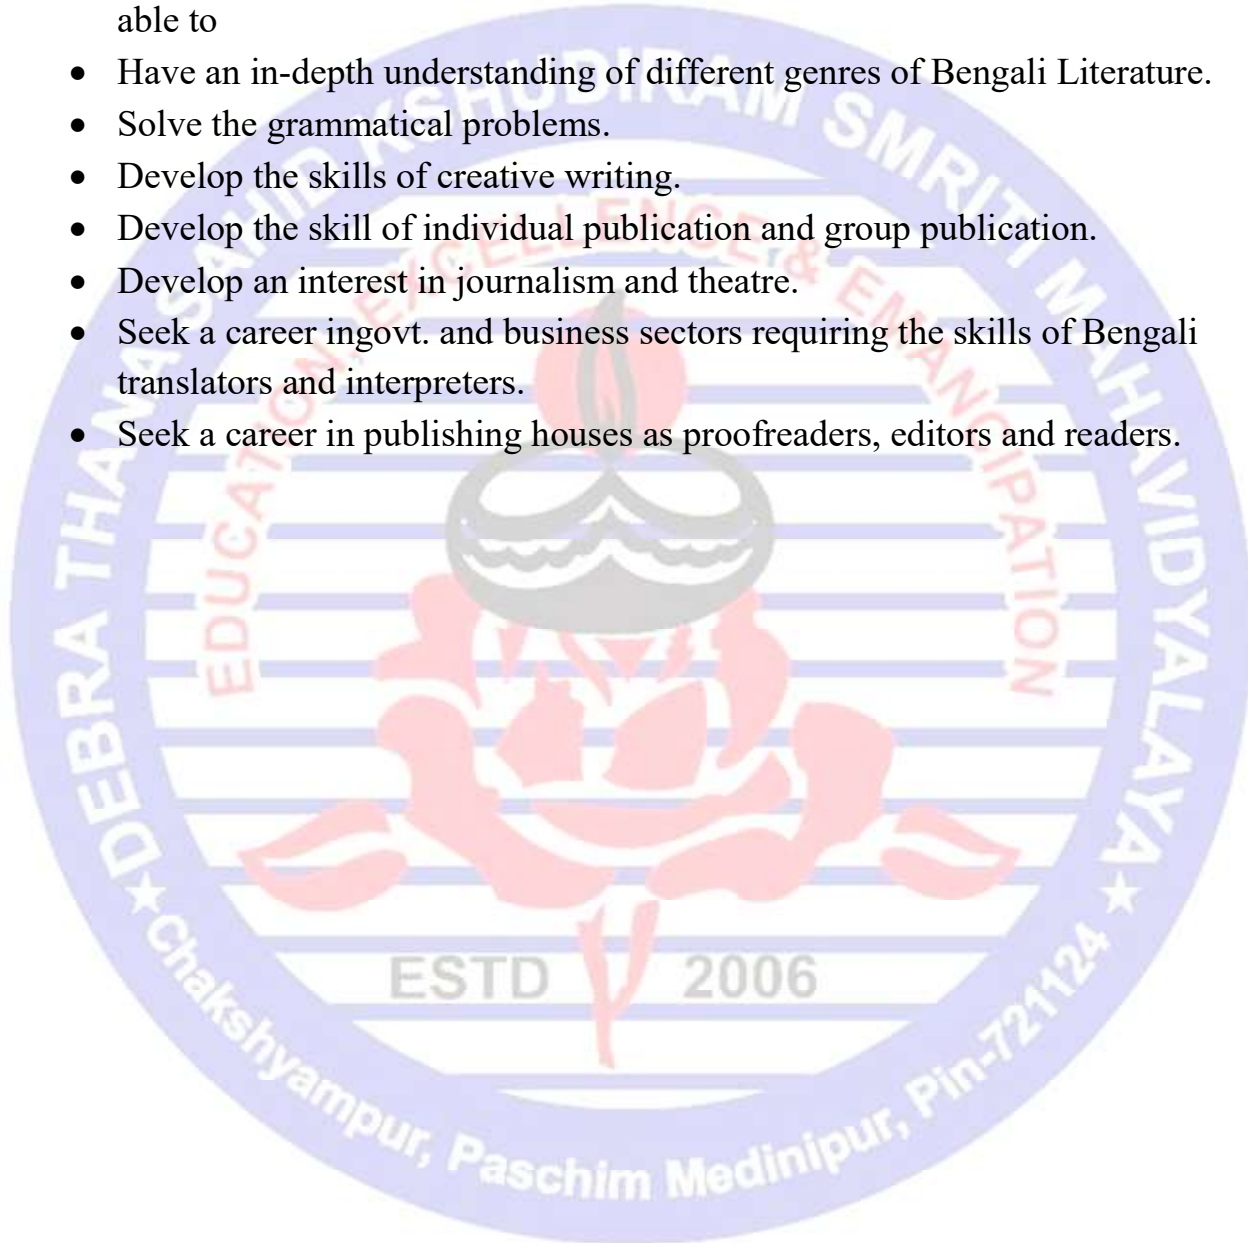 able to
• Have an in-depth understanding of different genres of Bengali Literature.
• Solve the grammatical problems.
• Develop the skills of creative writing.
• Develop the skill of individual publication and group publication.
• Develop an interest in journalism and theatre.
• Seek a career ingovt. and business sectors requiring the skills of Bengali
translators and interpreters.
• Seek a career in publishing houses as proofreaders, editors and readers.
DEBRA THANA SAHID KSHUDIRAM SMRITI MAHAVIDYALAYA
EDUCATION, EXCELLENCE & EMANCIPATION
ESTD 2006
Chakshyampur, Paschim Medinipur, Pin-721124